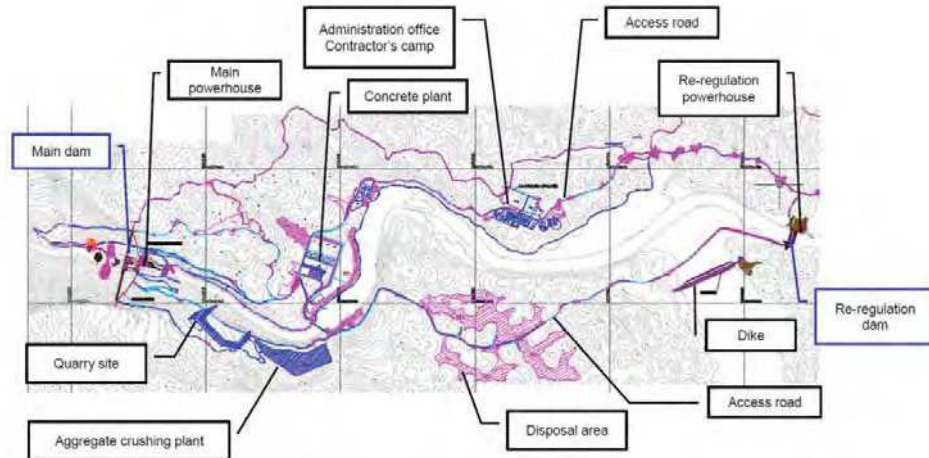 Administration office
Contractor's camp
Access road
Main
powerhouse
Concrete plant
Re-regulation
powerhouse
Main dam
Quarry site
Dike
Re-regulation
dam
Aggregate crushing plant
Disposal area
Access road